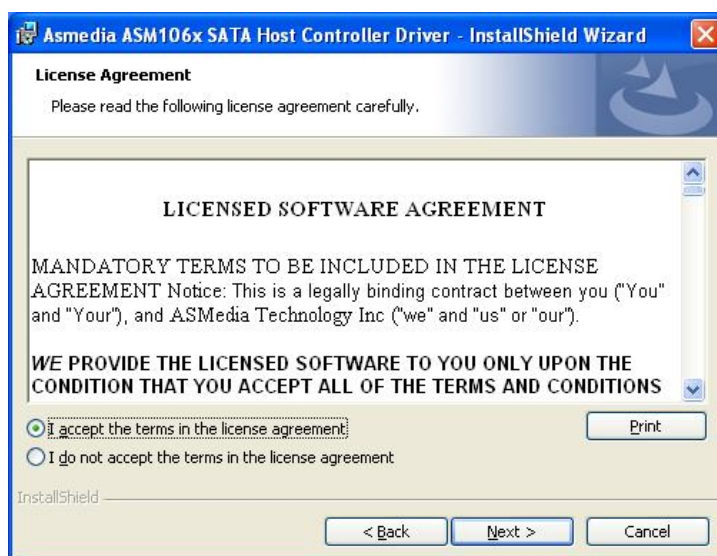 Asmedia ASM106x SATA Host Controller Driver - InstallShield Wizard
License Agreement
Please read the following license agreement carefully.
LICENSED SOFTWARE AGREEMENT
MANDATORY TERMS TO BE INCLUDED IN THE LICENSE
AGREEMENT Notice: This is a legally binding contract between you ("You"
and "Your"), and ASMedia Technology Inc ("we" and "us" or "our").
WE PROVIDE THE LICENSED SOFTWARE TO YOU ONLY UPON THE
CONDITION THAT YOU ACCEPT ALL OF THE TERMS AND CONDITIONS
I accept the terms in the license agreement
Print
I do not accept the terms in the license agreement
InstallShield
< Back
Next >
Cancel